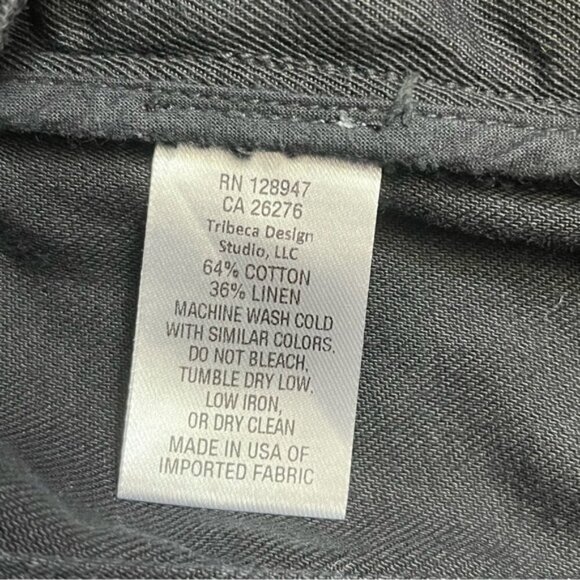 RN 128947
CA 26276
Tribeca Design
Studio, LLC
64% COTTON
36% LINEN
MACHINE WASH COLD
WITH SIMILAR COLORS.
DO NOT BLEACH.
TUMBLE DRY LOW.
LOW IRON,
OR DRY CLEAN
MADE IN USA OF
IMPORTED FABRIC